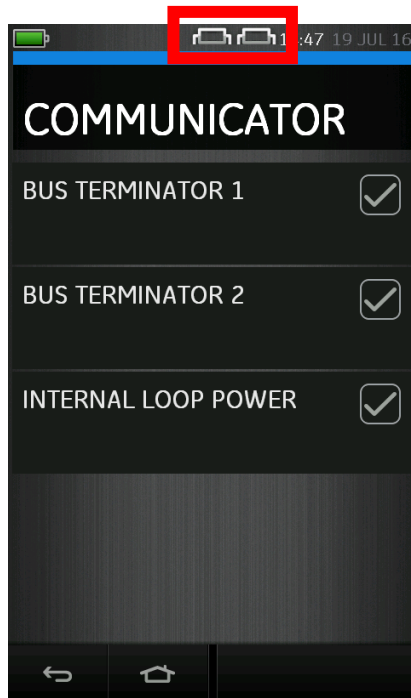 :47 19 JUL 16
COMMUNICATOR
BUS TERMINATOR 1
BUS TERMINATOR 2
INTERNAL LOOP POWER